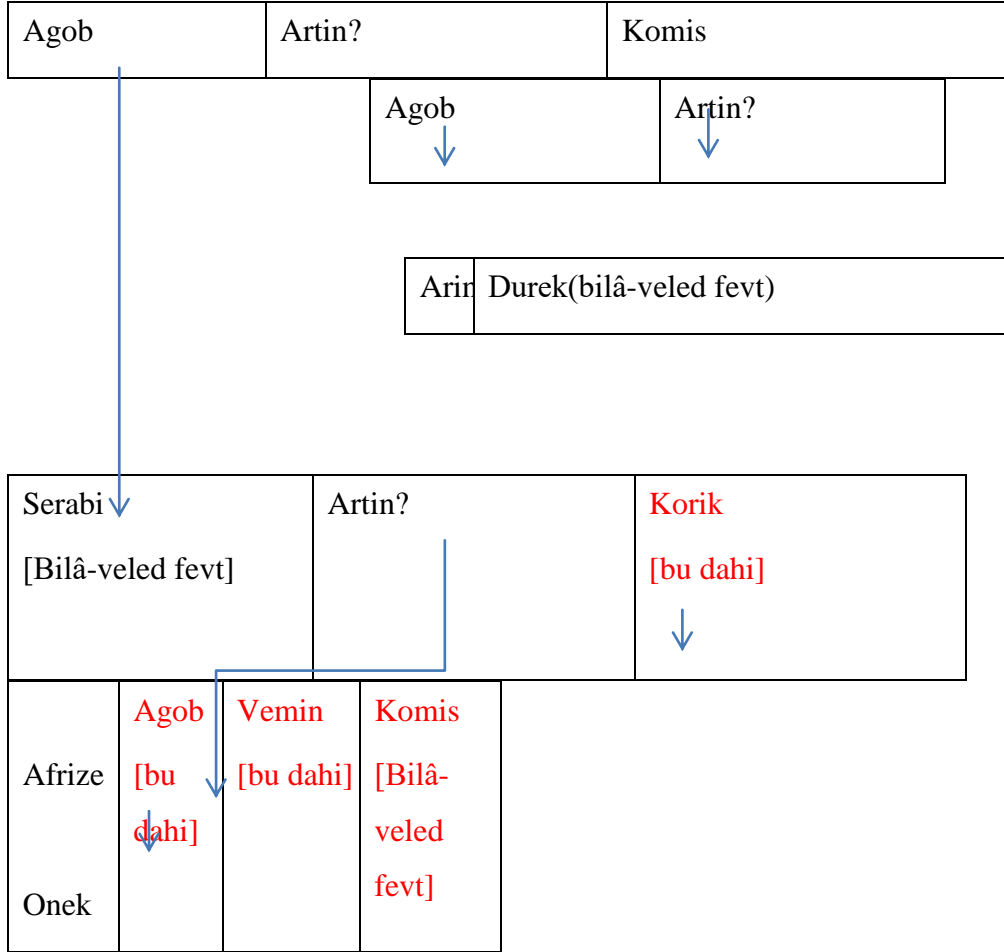 Agob Artin? Komis
Agob Artin?
Arin Durek(bilâ-veled fevt)
Serabi Artin? Korik
[Bilâ-veled fevt] [bu dahi]
Agob Vemin Komis
Afrize [bu [bu dahi] [Bilâ-
dahi] veled
fevt]
Onek